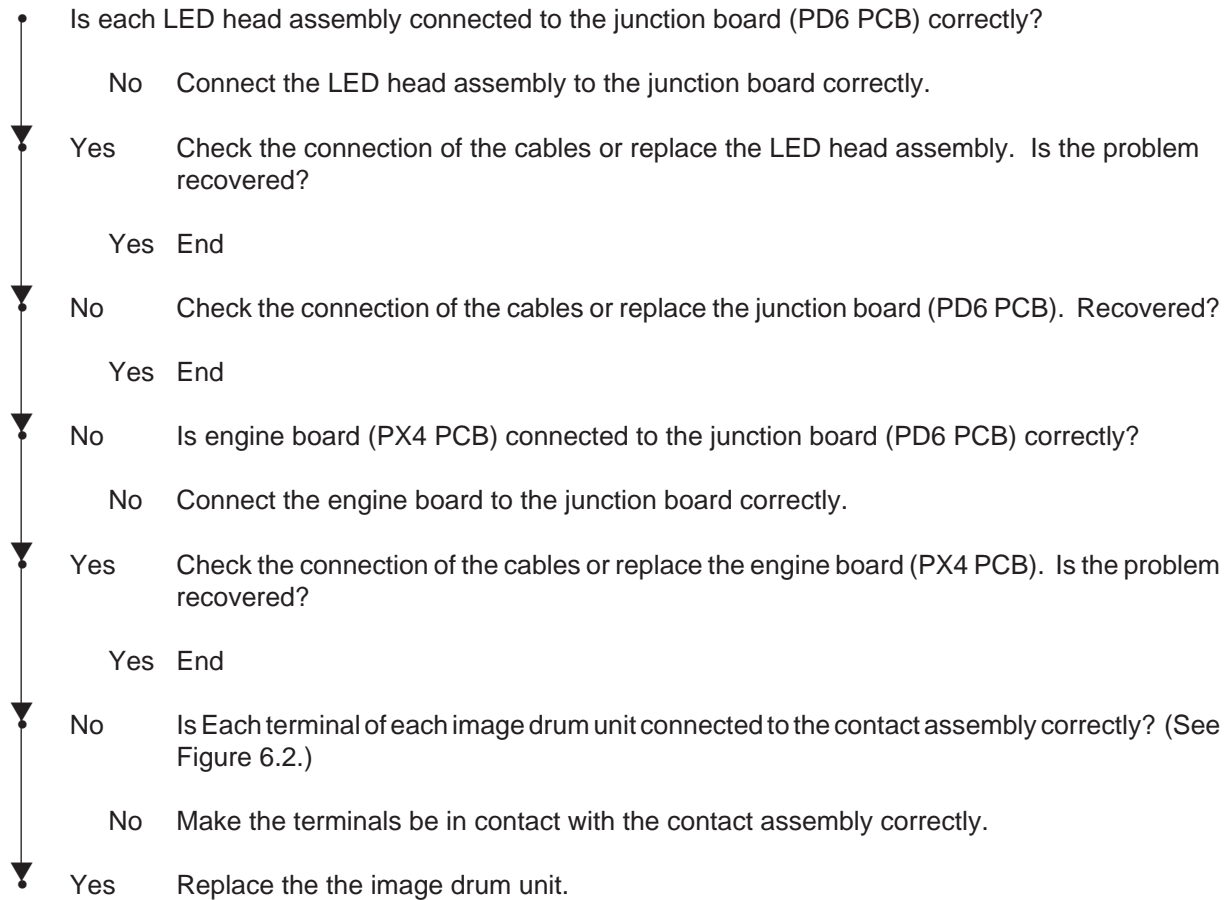 Is each LED head assembly connected to the junction board (PD6 PCB) correctly?
No Connect the LED head assembly to the junction board correctly.
Yes Check the connection of the cables or replace the LED head assembly. Is the problem
recovered?
Yes End
No Check the connection of the cables or replace the junction board (PD6 PCB). Recovered?
Yes End
No Is engine board (PX4 PCB) connected to the junction board (PD6 PCB) correctly?
No Connect the engine board to the junction board correctly.
Yes Check the connection of the cables or replace the engine board (PX4 PCB). Is the problem
recovered?
Yes End
No Is Each terminal of each image drum unit connected to the contact assembly correctly? (See
Figure 6.2.)
No Make the terminals be in contact with the contact assembly correctly.
Yes Replace the the image drum unit.